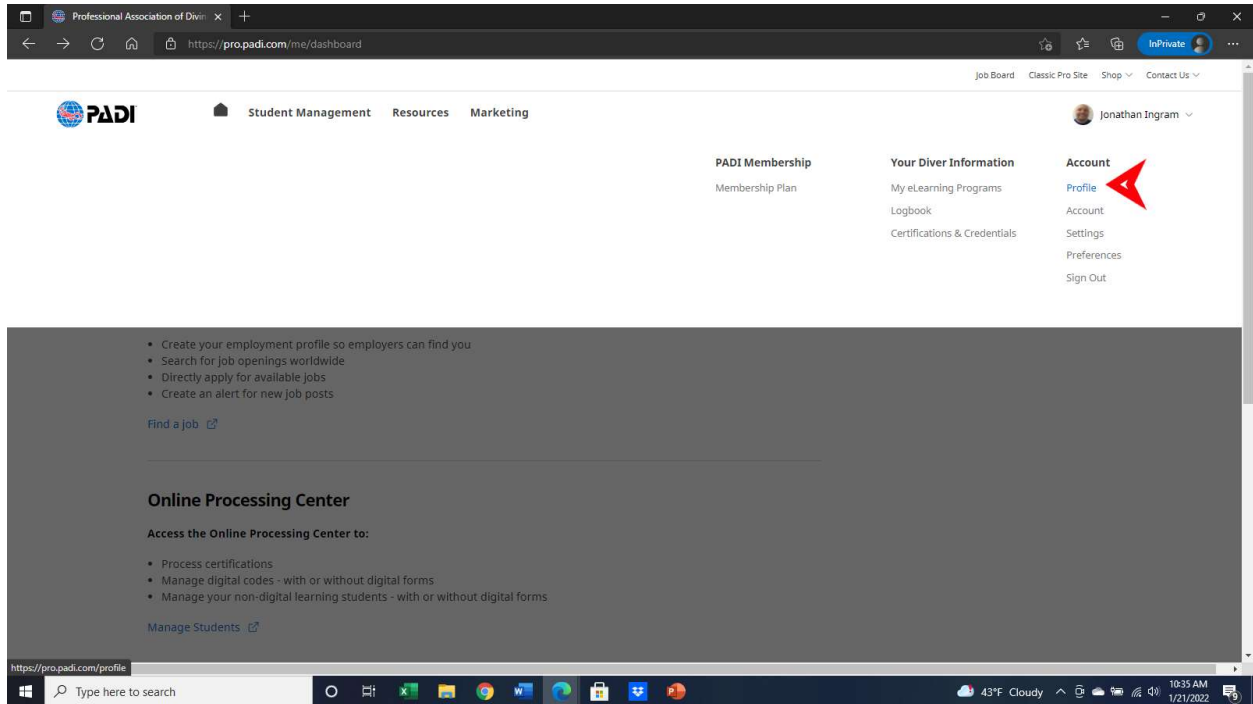 Professional Association of Divin
https://pro.padi.com/me/dashboard
InPrivate
Job Board Classic Pro Site Shop Contact Us
PADI Student Management Resources Marketing Jonathan Ingram
PADI Membership Your Diver Information Account
Membership Plan My eLearning Programs Profile
Logbook Account
Certifications & Credentials Settings
Preferences
Sign Out
• Create your employment profile so employers can find you
• Search for job openings worldwide
• Directly apply for available jobs
• Create an alert for new job posts
Find a job
Online Processing Center
Access the Online Processing Center to:
• Process certifications
• Manage digital codes - with or without digital forms
• Manage your non-digital learning students - with or without digital forms
Manage Students
https://pro.padi.com/profile
Type here to search 43°F Cloudy 10:35 AM
1/21/2022